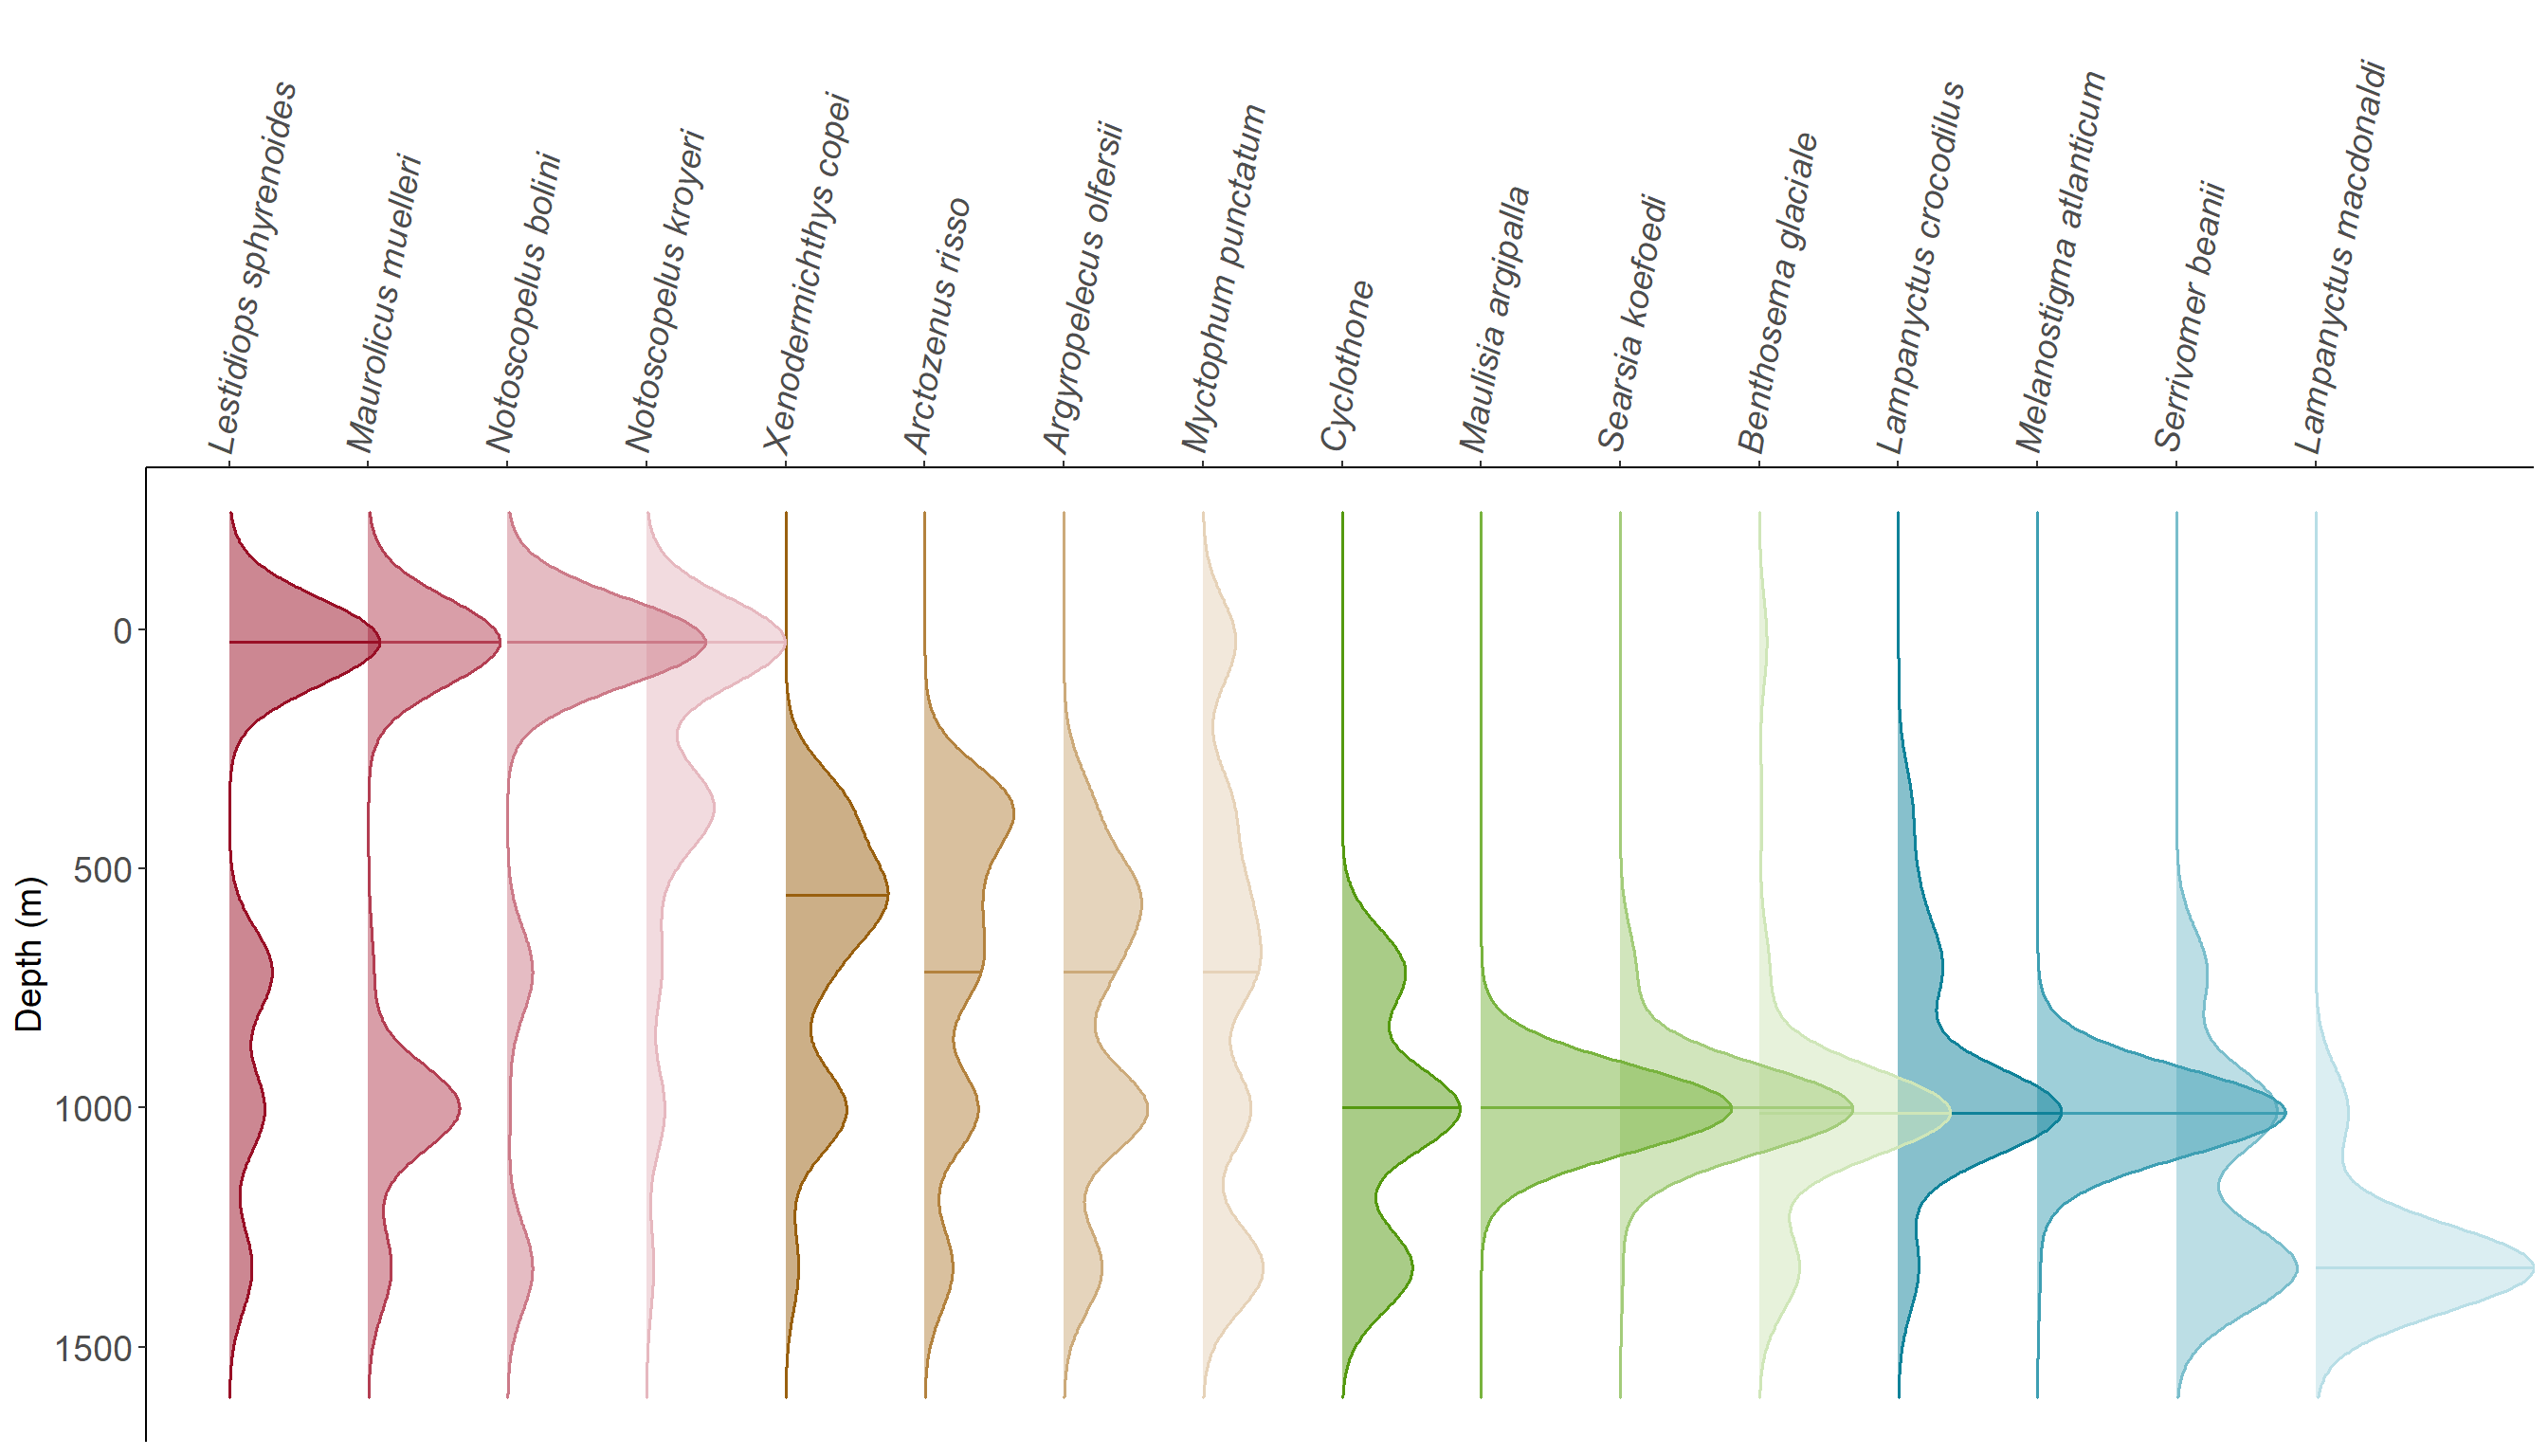 Lestidiops sphyrenoides
Maurolicus muelleri
Notoscopelus bolini
Notoscopelus kroyeri
Xenodermichthys copei
Arctozenus risso
Argyropelecus olfersii
Myctophum punctatum
Cyclothone
Maulisia argipalla
Searsia koefoedi
Benthosema glaciale
Lampanyctus crocodilus
Melanostigma atlanticum
Serrivomer beanii
Lampanyctus macdonaldi
0
500
1000
1500
Depth (m)